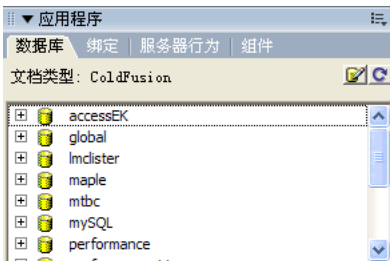 应用程序
数据库 绑定 服务器行为 组件
文档类型: ColdFusion
accessEK
global
lmclister
maple
mtbc
mySQL
performance